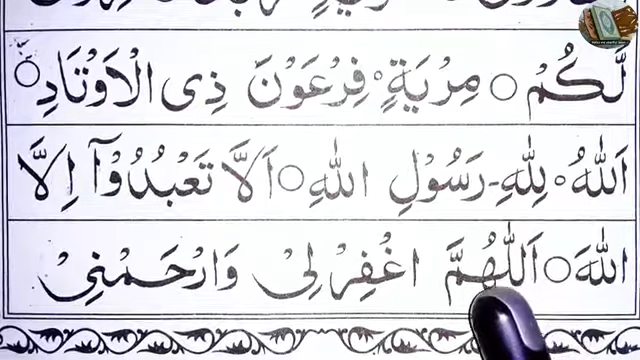 لَّكُمْ ○ مِرْيَةٍ ○ فِرْعَوْنَ ذِى الْاَوْتَادِ ○
اَللّٰهُ ○ لِلّٰهِ - رَسُوْلِ اللّٰهِ ○ اَلَّا تَعْبُدُوْۤا اِلَّا
اللّٰهَ ○ اَللّٰهُمَّ اغْفِرْ لِىْ وَارْحَمْنِىْ